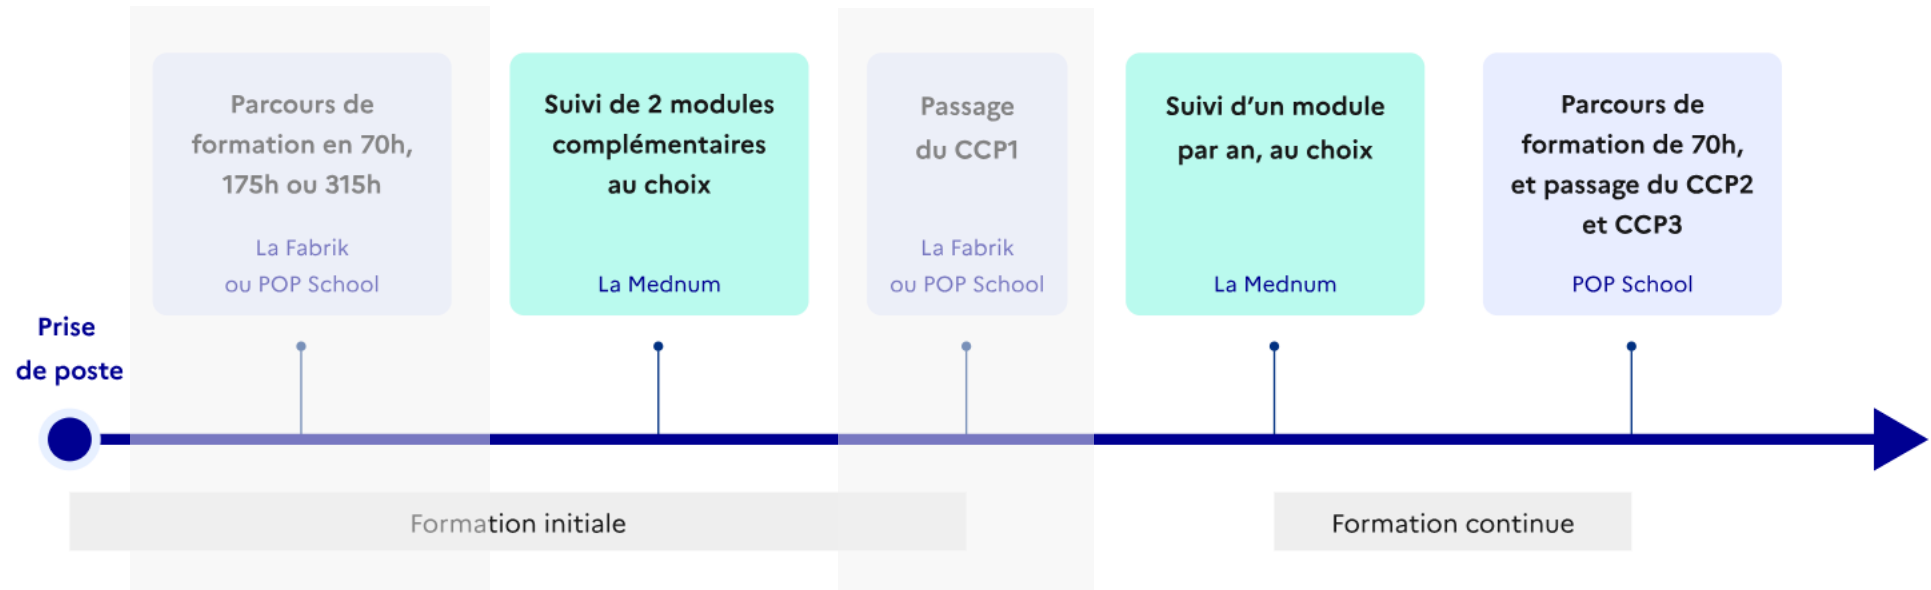 Parcours de
formation en 70h,
175h ou 315h
La Fabrik
ou POP School
Suivi de 2 modules
complémentaires
au choix
La Mednum
Passage
du CCP1
La Fabrik
ou POP School
Suivi d’un module
par an, au choix
La Mednum
Parcours de
formation de 70h,
et passage du CCP2
et CCP3
POP School
Prise
de poste
Formation initiale
Formation continue